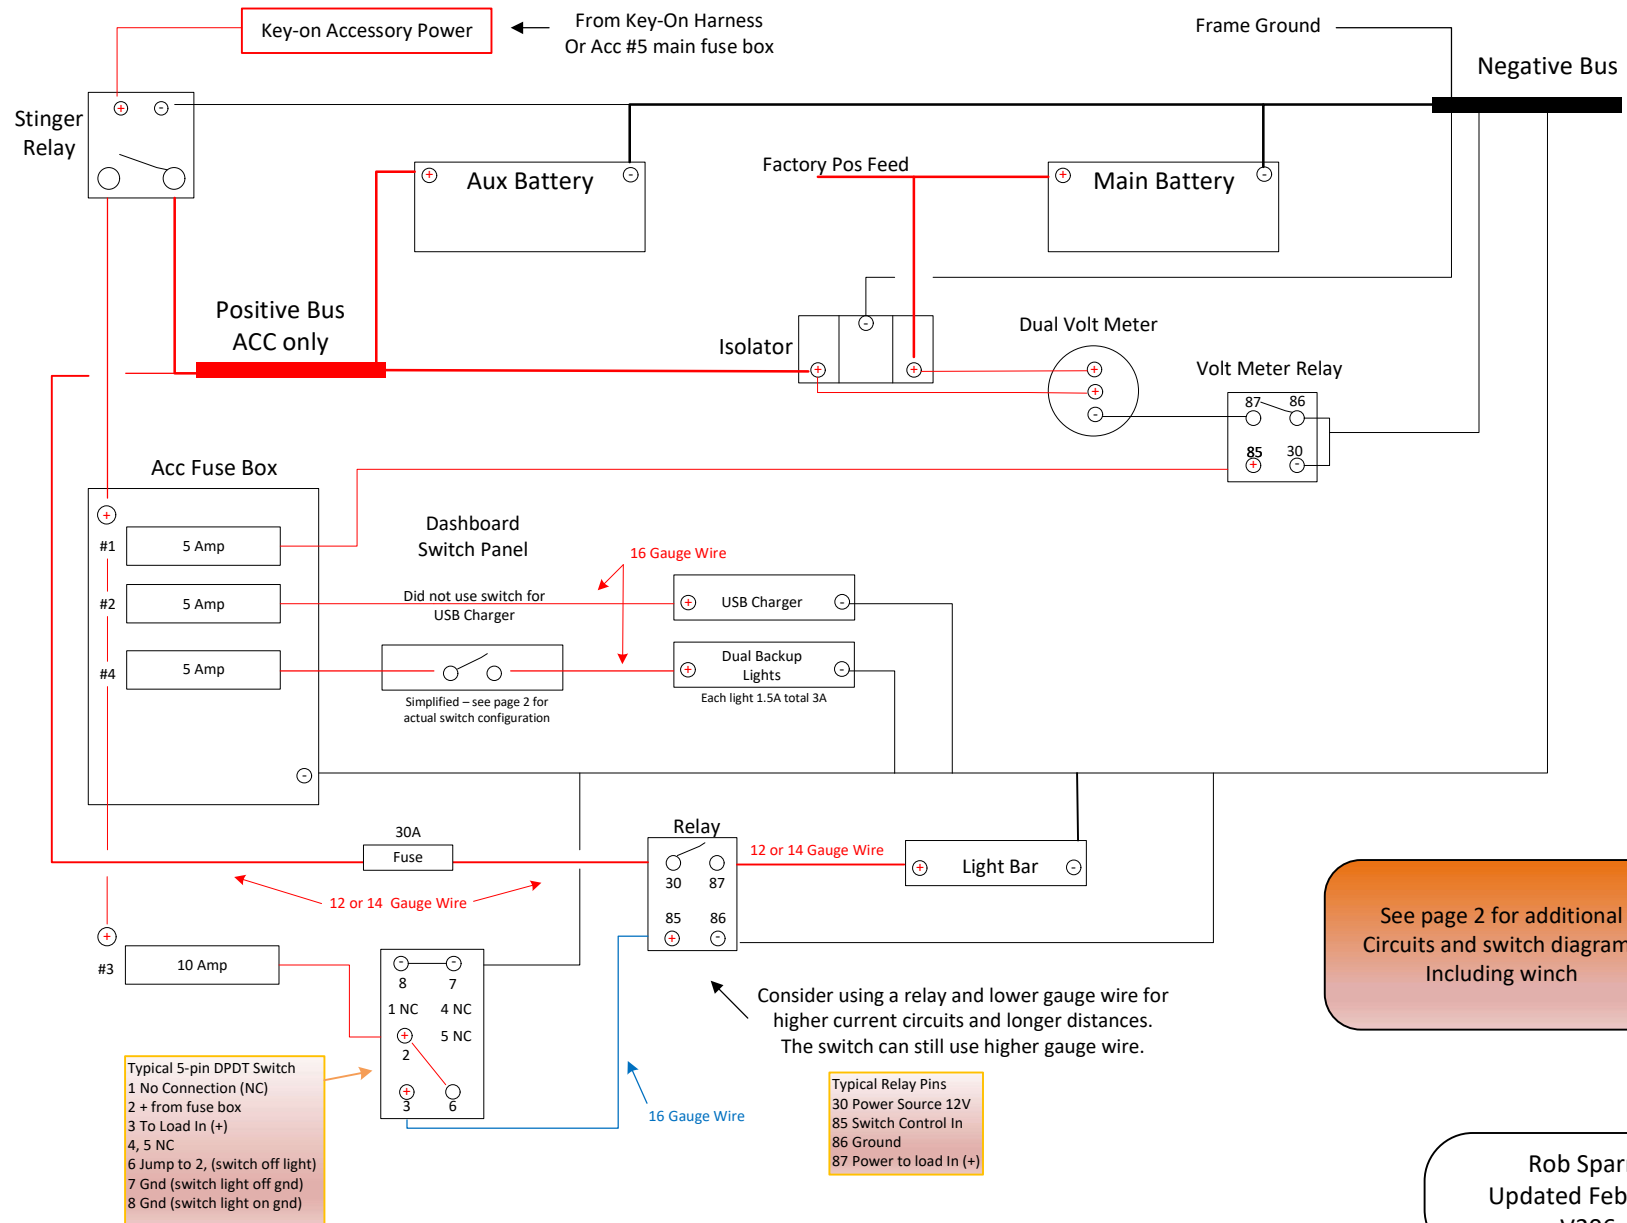 Key-on Accessory Power
From Key-On Harness
Or Acc #5 main fuse box
Frame Ground
Negative Bus
Stinger
Relay
+ -
Aux Battery
+ -
Factory Pos Feed
Main Battery
+ -
Positive Bus
ACC only
Isolator
-
+ +
Dual Volt Meter
+
+
-
Volt Meter Relay
87 86
85 30
+ -
Acc Fuse Box
+
#1 5 Amp
#2 5 Amp
#4 5 Amp
-
Dashboard
Switch Panel
16 Gauge Wire
Did not use switch for
USB Charger
+ USB Charger -
Simplified – see page 2 for
actual switch configuration
+ Dual Backup -
Lights
Each light 1.5A total 3A
30A
Fuse
12 or 14 Gauge Wire
Relay
30 87
85 86
+ -
12 or 14 Gauge Wire
+ Light Bar -
+
#3 10 Amp
- -
8 7
1 NC 4 NC
+ 5 NC
2
+
3 6
16 Gauge Wire
Consider using a relay and lower gauge wire for
higher current circuits and longer distances.
The switch can still use higher gauge wire.
Typical 5-pin DPDT Switch
1 No Connection (NC)
2 + from fuse box
3 To Load In (+)
4, 5 NC
6 Jump to 2, (switch off light)
7 Gnd (switch light off gnd)
8 Gnd (switch light on gnd)
Typical Relay Pins
30 Power Source 12V
85 Switch Control In
86 Ground
87 Power to load In (+)
See page 2 for additional
Circuits and switch diagram
Including winch
Rob Spar
Updated Feb